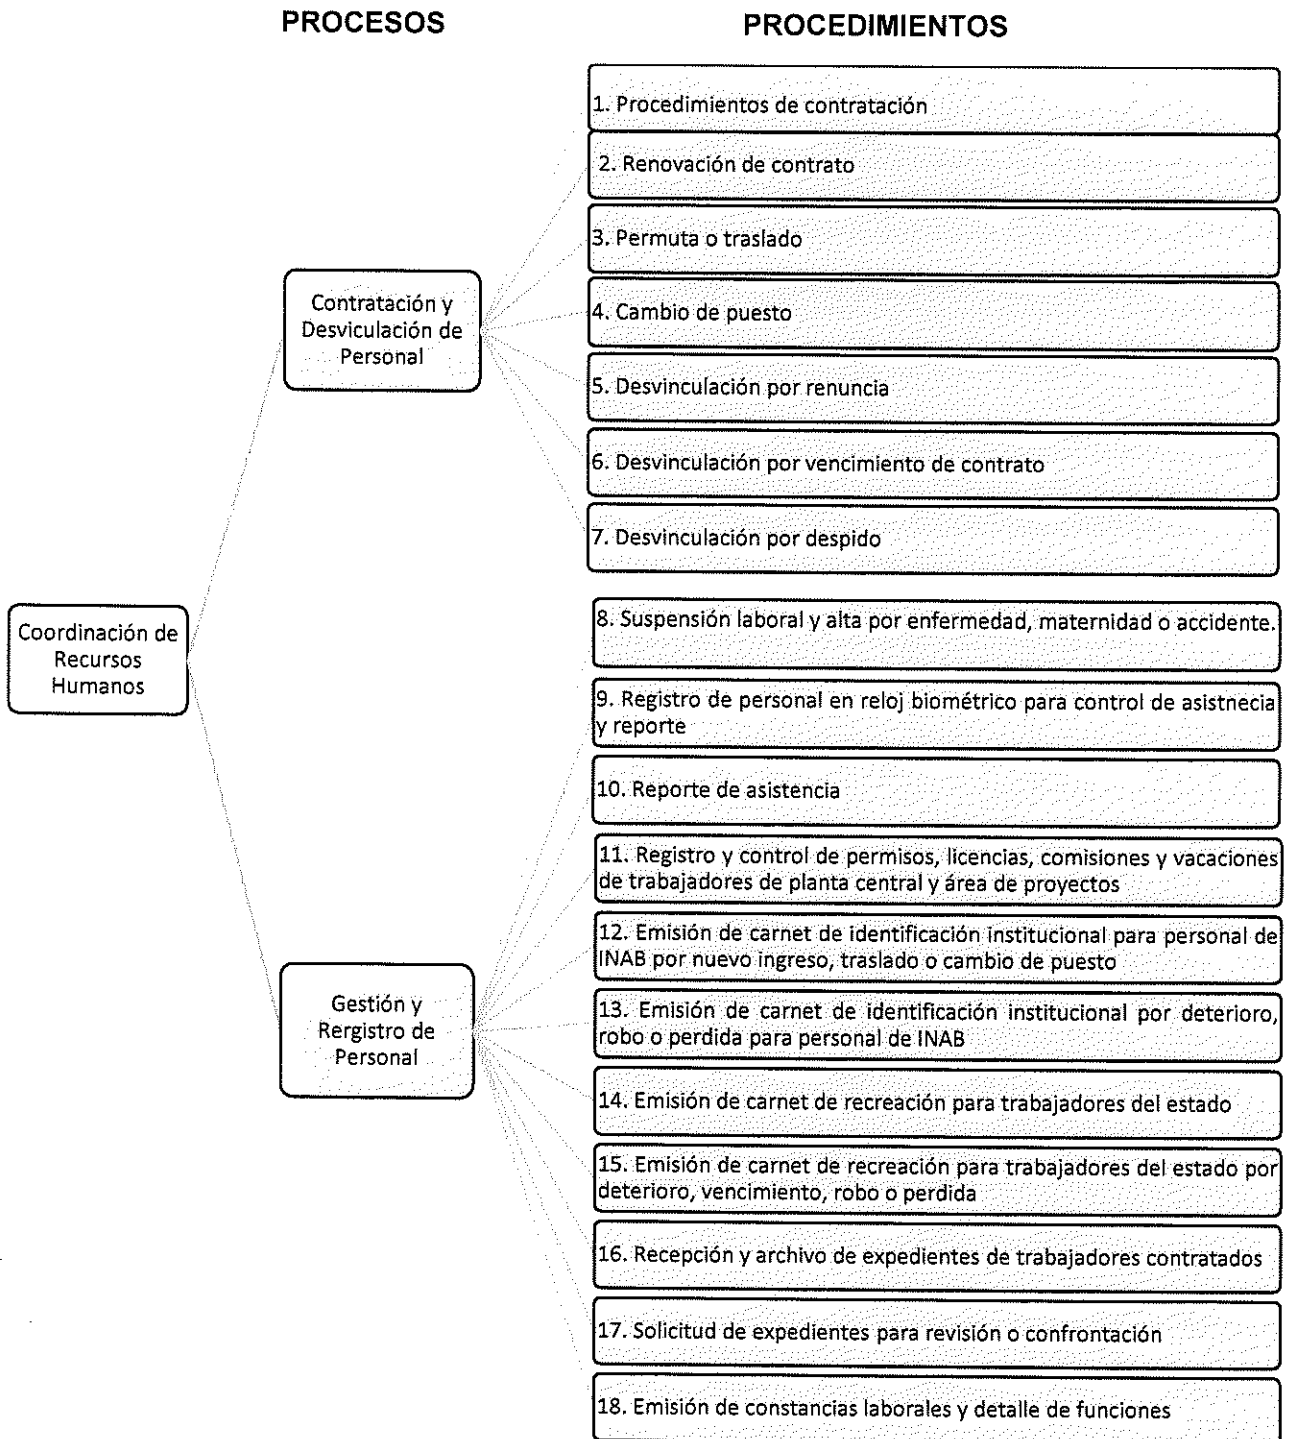 PROCESOS
PROCEDIMIENTOS
Coordinación de
Recursos
Humanos
Contratación y
Desviculación de
Personal
1. Procedimientos de contratación
2. Renovación de contrato
3. Permuta o traslado
4. Cambio de puesto
5. Desvinculación por renuncia
6. Desvinculación por vencimiento de contrato
7. Desvinculación por despido
Gestión y
Rergistro de
Personal
8. Suspensión laboral y alta por enfermedad, maternidad o accidente.
9. Registro de personal en reloj biométrico para control de asistnecia
y reporte
10. Reporte de asistencia
11. Registro y control de permisos, licencias, comisiones y vacaciones
de trabajadores de planta central y área de proyectos
12. Emisión de carnet de identificación institucional para personal de
INAB por nuevo ingreso, traslado o cambio de puesto
13. Emisión de carnet de identificación institucional por deterioro,
robo o perdida para personal de INAB
14. Emisión de carnet de recreación para trabajadores del estado
15. Emisión de carnet de recreación para trabajadores del estado por
deterioro, vencimiento, robo o perdida
16. Recepción y archivo de expedientes de trabajadores contratados
17. Solicitud de expedientes para revisión o confrontación
18. Emisión de constancias laborales y detalle de funciones